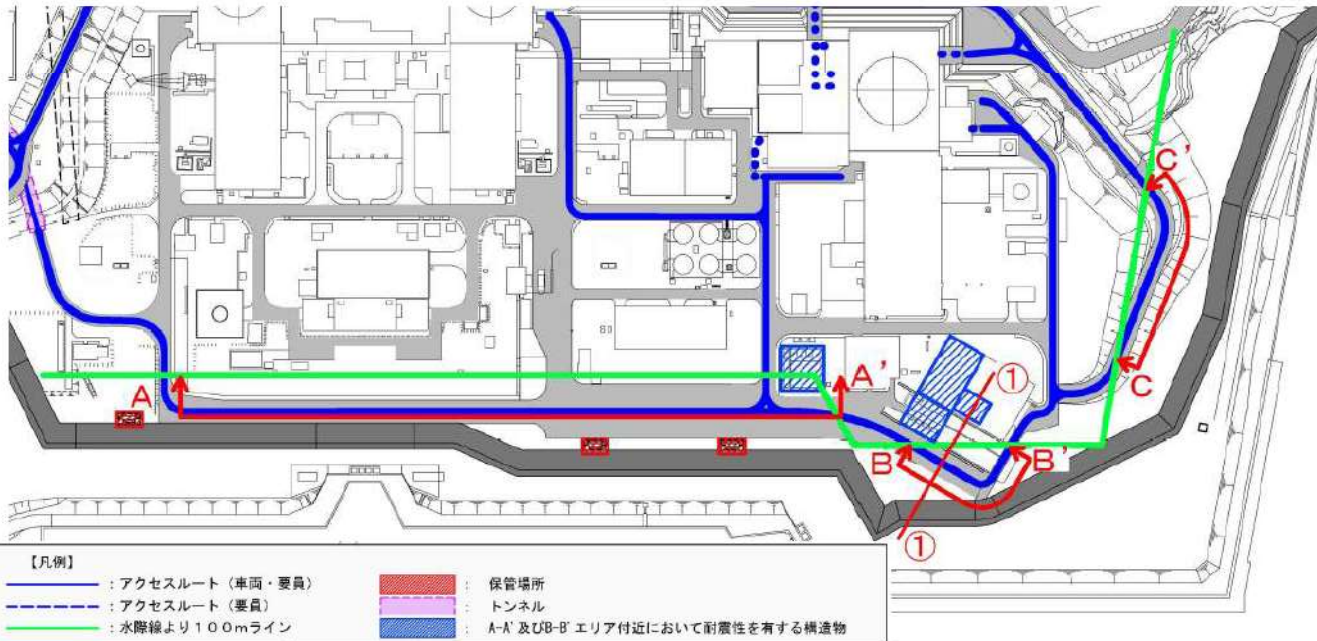 C'
①
A
A'
C
B
B'
①
【凡例】
：アクセスルート（車両・要員）
：アクセスルート（要員）
：水際線より１００ｍライン
： 保管場所
： トンネル
： A-A'及びB-B'エリア付近において耐震性を有する構造物